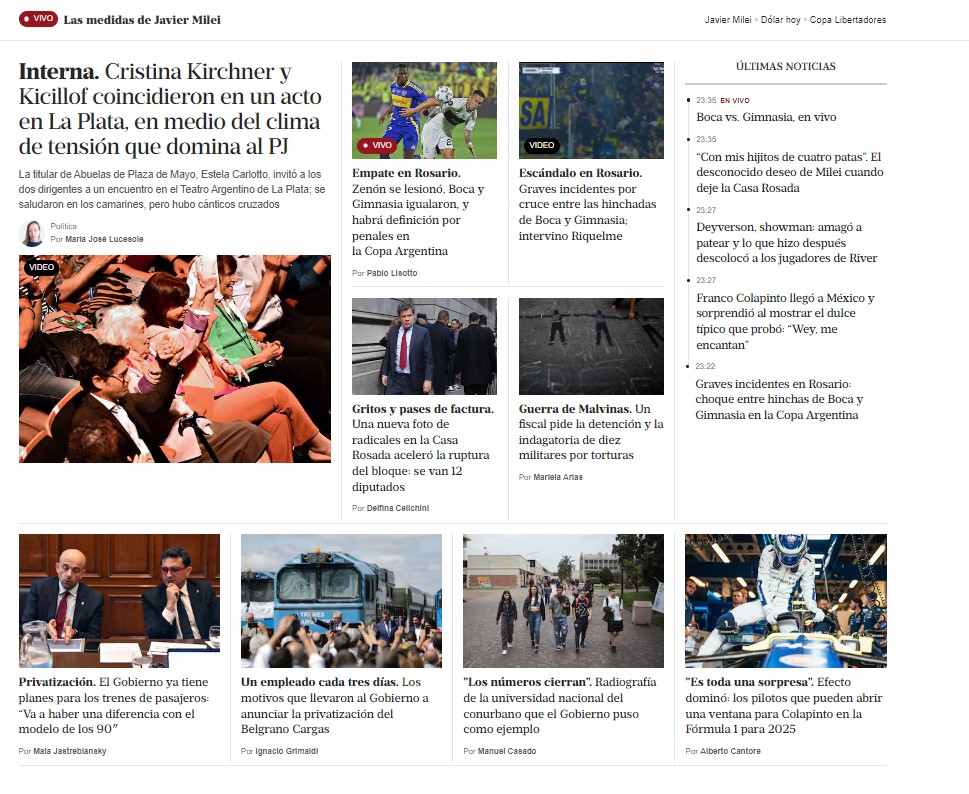 VIVO Las medidas de Javier Milei
Javier Milei • Dólar hoy • Copa Libertadores
Interna. Cristina Kirchner y
Kicillof coincidieron en un acto
en La Plata, en medio del clima
de tensión que domina al PJ
La titular de Abuelas de Plaza de Mayo, Estela Carlotto, invitó a los
dos dirigentes a un encuentro en el Teatro Argentino de La Plata; se
saludaron en los camarines, pero hubo cánticos cruzados
Política
Por María José Lucesole
VIDEO
VIVO
Empate en Rosario.
Zenón se lesionó, Boca y
Gimnasia igualaron, y
habrá definición por
penales en
la Copa Argentina
Por Pablo Lisotto
SA
VIDEO
Escándalo en Rosario.
Graves incidentes por
cruce entre las hinchadas
de Boca y Gimnasia;
intervino Riquelme
Gritos y pases de factura.
Una nueva foto de
radicales en la Casa
Rosada aceleró la ruptura
del bloque: se van 12
diputados
Por Delfina Celichini
Guerra de Malvinas. Un
fiscal pide la detención y la
indagatoria de diez
militares por torturas
Por Mariela Arias
ÚLTIMAS NOTICIAS
23:35 EN VIVO
Boca vs. Gimnasia, en vivo
23:35
“Con mis hijitos de cuatro patas”. El
desconocido deseo de Milei cuando
deje la Casa Rosada
23:27
Deyverson, showman: amagó a
patear y lo que hizo después
descolocó a los jugadores de River
23:27
Franco Colapinto llegó a México y
sorprendió al mostrar el dulce
típico que probó: “Wey, me
encantan”
23:22
Graves incidentes en Rosario:
choque entre hinchas de Boca y
Gimnasia en la Copa Argentina
Privatización. El Gobierno ya tiene
planes para los trenes de pasajeros:
“Va a haber una diferencia con el
modelo de los 90″
Por Maia Jastreblansky
TRENES
Un empleado cada tres días. Los
motivos que llevaron al Gobierno a
anunciar la privatización del
Belgrano Cargas
Por Ignacio Grimaldi
"Los números cierran". Radiografía
de la universidad nacional del
conurbano que el Gobierno puso
como ejemplo
Por Manuel Casado
"Es toda una sorpresa". Efecto
dominó: los pilotos que pueden abrir
una ventana para Colapinto en la
Fórmula 1 para 2025
Por Alberto Cantore